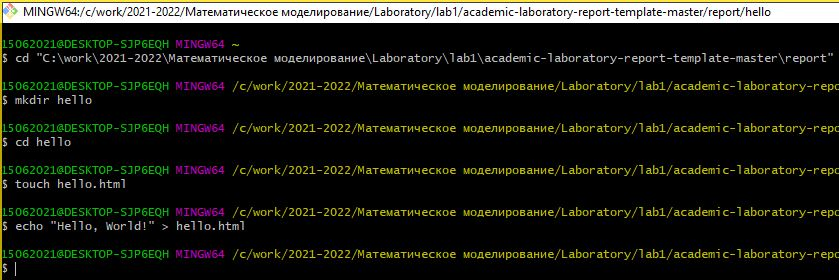 MINGW64:/c/work/2021-2022/Математическое моделирование/Laboratory/lab1/academic-laboratory-report-template-master/report/hello
15062021@DESKTOP-SJP6EQH MINGW64 ~
$ cd "C:\work\2021-2022\Математическое моделирование\Laboratory\lab1\academic-laboratory-report-template-master\report"
15062021@DESKTOP-SJP6EQH MINGW64 /c/work/2021-2022/Математическое моделирование/Laboratory/lab1/academic-laboratory-repo
$ mkdir hello
15062021@DESKTOP-SJP6EQH MINGW64 /c/work/2021-2022/Математическое моделирование/Laboratory/lab1/academic-laboratory-repo
$ cd hello
15062021@DESKTOP-SJP6EQH MINGW64 /c/work/2021-2022/Математическое моделирование/Laboratory/lab1/academic-laboratory-repo
$ touch hello.html
15062021@DESKTOP-SJP6EQH MINGW64 /c/work/2021-2022/Математическое моделирование/Laboratory/lab1/academic-laboratory-repo
$ echo "Hello, World!" > hello.html
15062021@DESKTOP-SJP6EQH MINGW64 /c/work/2021-2022/Математическое моделирование/Laboratory/lab1/academic-laboratory-repo
$